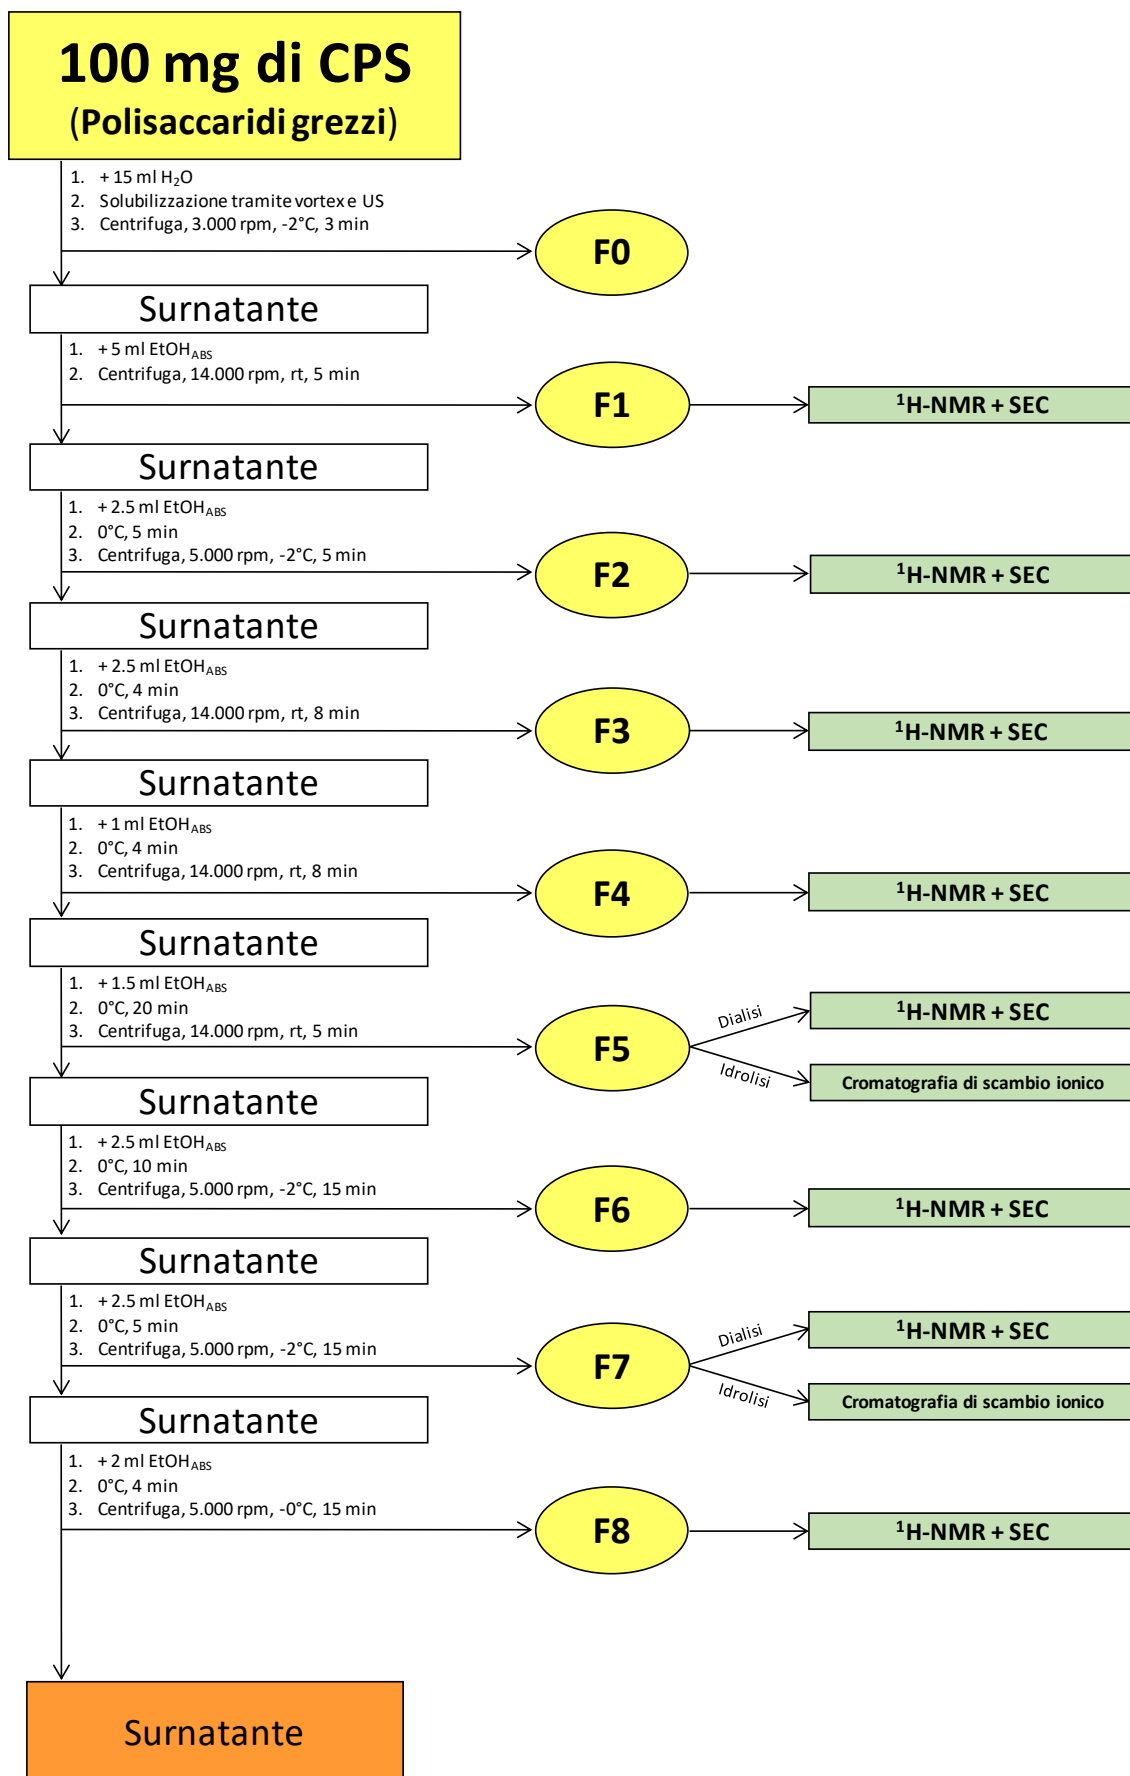 100 mg di CPS
(Polisaccaridi grezzi)
1. + 15 ml H₂O
2. Solubilizzazione tramite vortex e US
3. Centrifuga, 3.000 rpm, -2°C, 3 min
F0
Surnatante
1. + 5 ml EtOH_ABS
2. Centrifuga, 14.000 rpm, rt, 5 min
F1
¹H-NMR + SEC
Surnatante
1. + 2.5 ml EtOH_ABS
2. 0°C, 5 min
3. Centrifuga, 5.000 rpm, -2°C, 5 min
F2
¹H-NMR + SEC
Surnatante
1. + 2.5 ml EtOH_ABS
2. 0°C, 4 min
3. Centrifuga, 14.000 rpm, rt, 8 min
F3
¹H-NMR + SEC
Surnatante
1. + 1 ml EtOH_ABS
2. 0°C, 4 min
3. Centrifuga, 14.000 rpm, rt, 8 min
F4
¹H-NMR + SEC
Surnatante
1. + 1.5 ml EtOH_ABS
2. 0°C, 20 min
3. Centrifuga, 14.000 rpm, rt, 5 min
F5
Dialisi
¹H-NMR + SEC
Idrolisi
Cromatografia di scambio ionico
Surnatante
1. + 2.5 ml EtOH_ABS
2. 0°C, 10 min
3. Centrifuga, 5.000 rpm, -2°C, 15 min
F6
¹H-NMR + SEC
Surnatante
1. + 2.5 ml EtOH_ABS
2. 0°C, 5 min
3. Centrifuga, 5.000 rpm, -2°C, 15 min
F7
Dialisi
¹H-NMR + SEC
Idrolisi
Cromatografia di scambio ionico
Surnatante
1. + 2 ml EtOH_ABS
2. 0°C, 4 min
3. Centrifuga, 5.000 rpm, -0°C, 15 min
F8
¹H-NMR + SEC
Surnatante